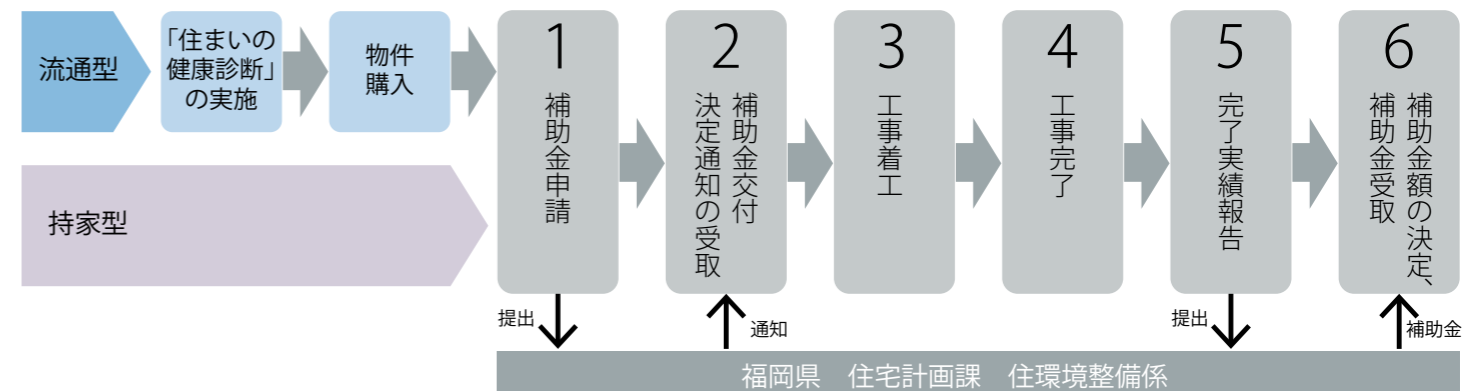 流通型
「住まいの
健康診断」
の実施
物件
購入
持家型
1
補助金申請
2
補助金交付
決定通知の受取
3
工事着工
4
工事完了
5
完了実績報告
6
補助金額の決定、
補助金受取
提出
通知
提出
補助金
福岡県　住宅計画課　住環境整備係